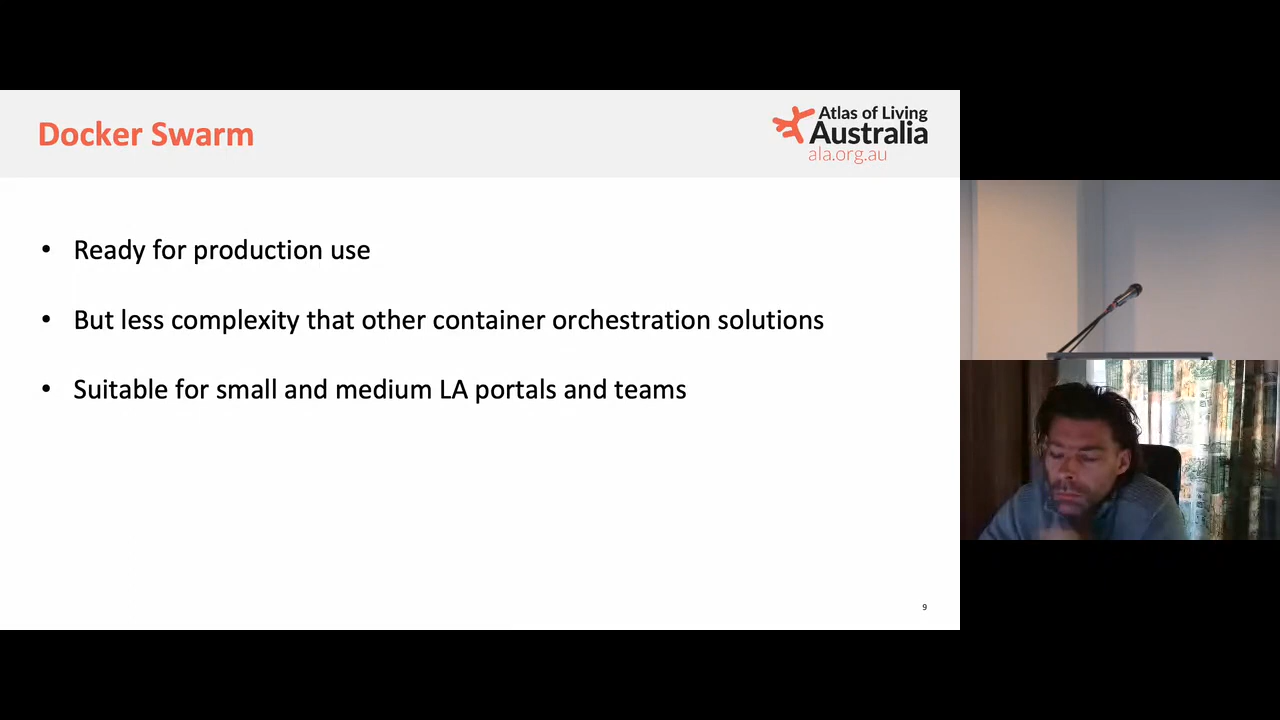 Docker Swarm
Atlas of Living
Australia
ala.org.au
• Ready for production use
• But less complexity that other container orchestration solutions
• Suitable for small and medium LA portals and teams
9